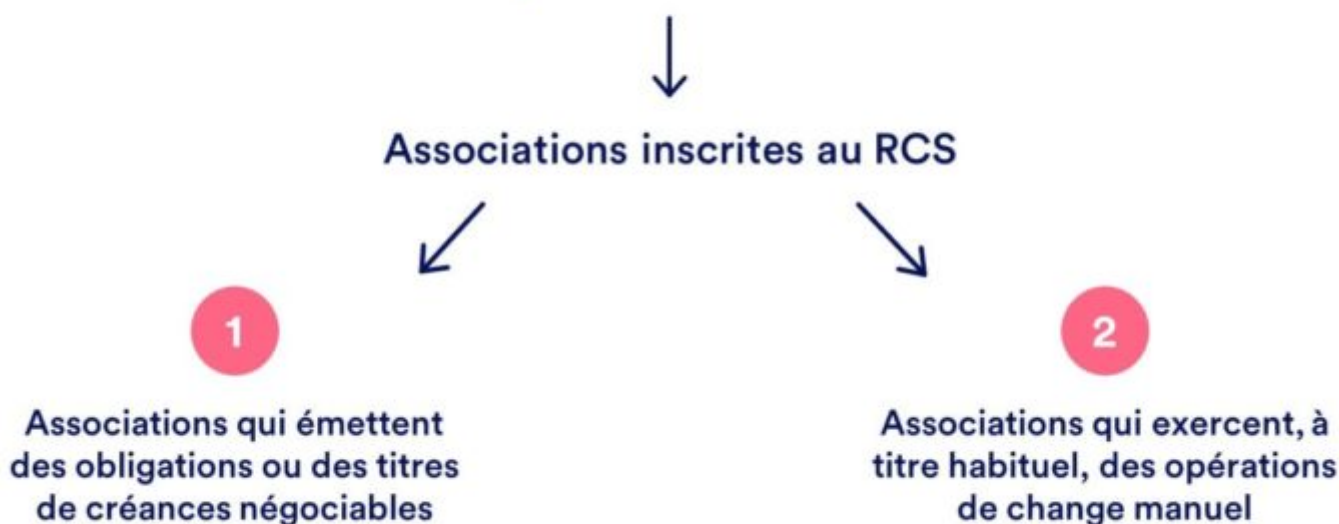 Associations inscrites au RCS
1
Associations qui émettent
des obligations ou des titres
de créances négociables
2
Associations qui exercent, à
titre habituel, des opérations
de change manuel